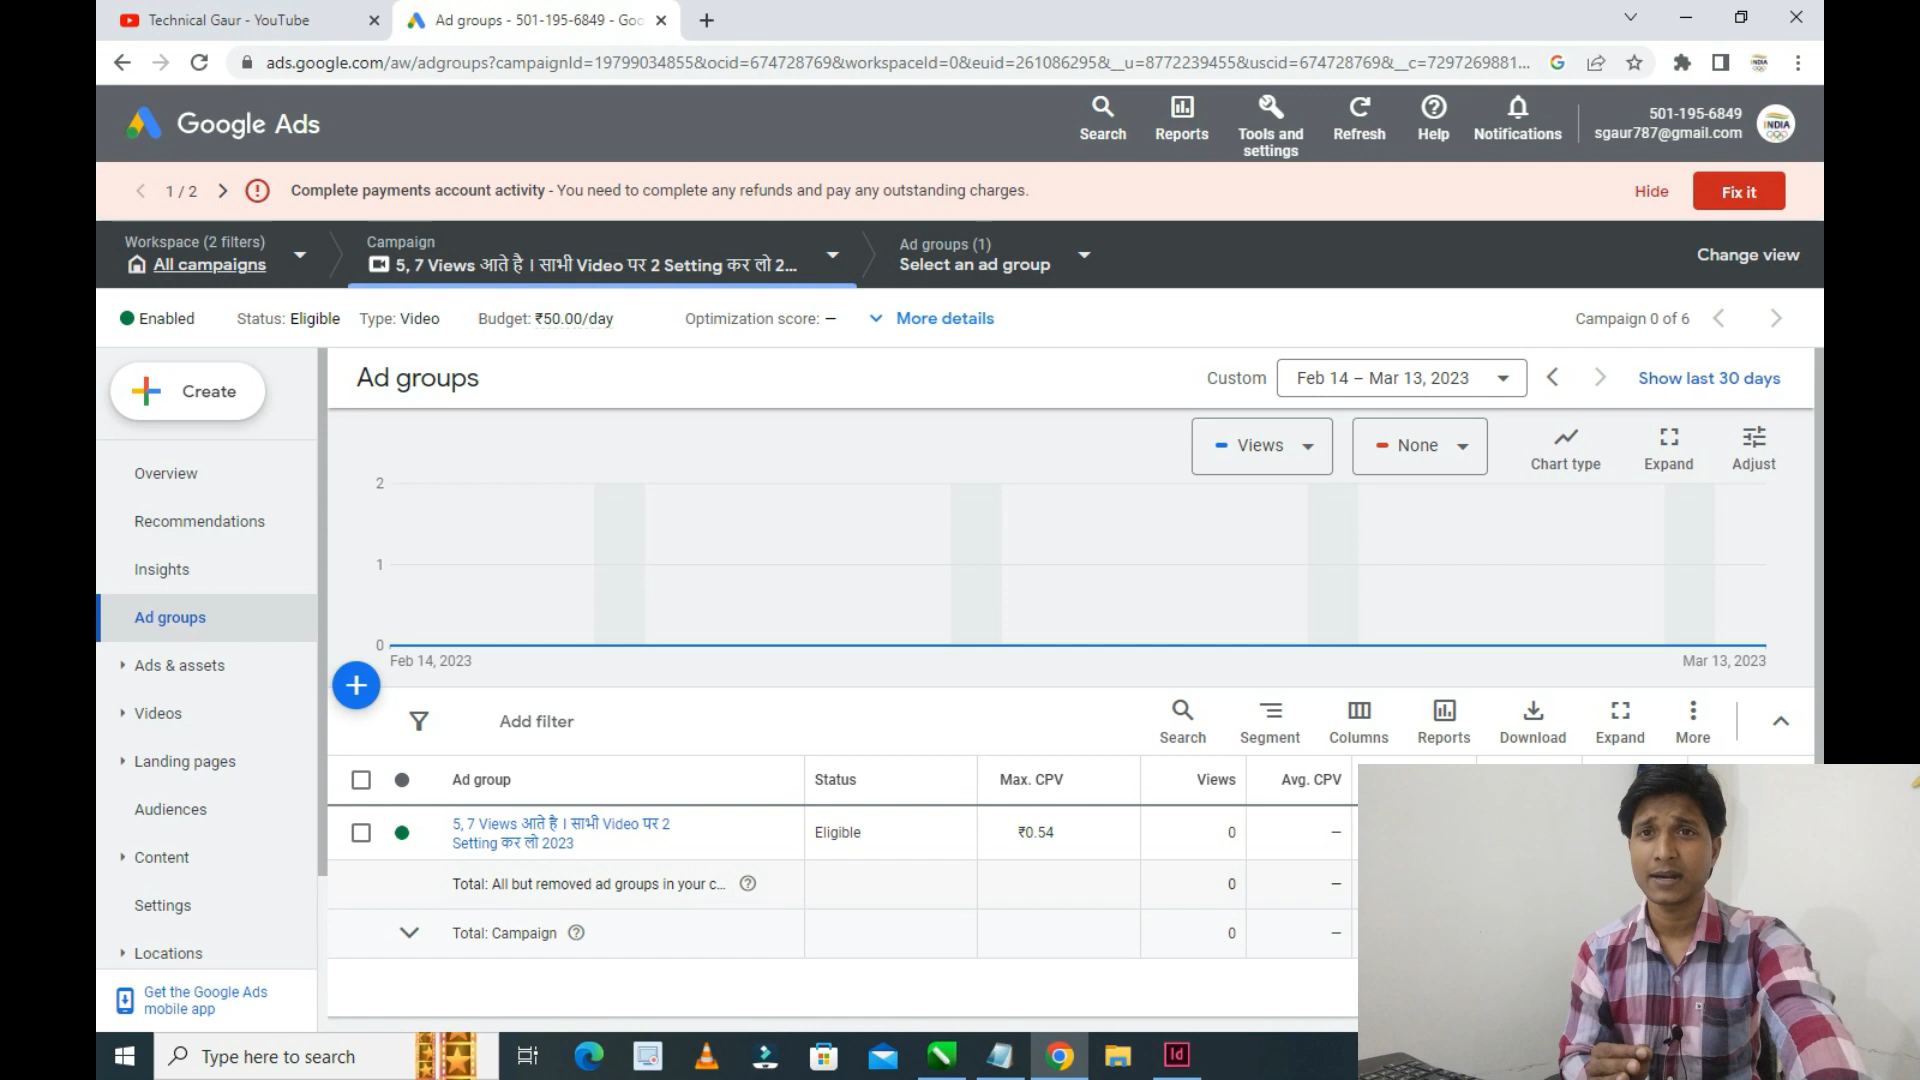 Technical Gaur - YouTube
Ad groups - 501-195-6849 - Goo
ads.google.com/aw/adgroups?campaignId=19799034855&ocid=674728769&workspaceId=0&euid=261086295&__u=8772239455&uscid=674728769&__c=7297269881...
Google Ads
Search
Reports
Tools and
settings
Refresh
Help
Notifications
501-195-6849
sgaur787@gmail.com
INDIA
1 / 2
Complete payments account activity - You need to complete any refunds and pay any outstanding charges.
Hide
Fix it
Workspace (2 filters)
All campaigns
Campaign
5, 7 Views आते है । साभी Video पर 2 Setting कर लो 2...
Ad groups (1)
Select an ad group
Change view
Enabled
Status: Eligible
Type: Video
Budget: ₹50.00/day
Optimization score: –
More details
Campaign 0 of 6
Create
Ad groups
Custom
Feb 14 – Mar 13, 2023
Show last 30 days
Views
None
Chart type
Expand
Adjust
Overview
Recommendations
Insights
Ad groups
Ads & assets
Videos
Landing pages
Audiences
Content
Settings
Locations
Get the Google Ads
mobile app
2
1
0
Feb 14, 2023
Mar 13, 2023
Add filter
Search
Segment
Columns
Reports
Download
Expand
More
Ad group
Status
Max. CPV
Views
Avg. CPV
5, 7 Views आते है । साभी Video पर 2
Setting कर लो 2023
Eligible
₹0.54
0
–
Total: All but removed ad groups in your c...
0
–
Total: Campaign
0
–
Type here to search
Id